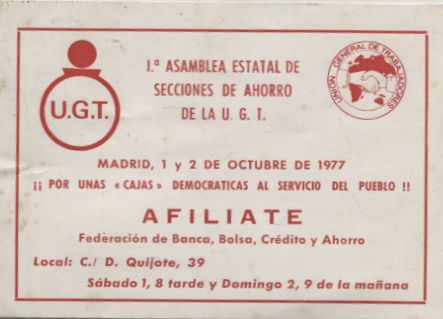 1.ª ASAMBLEA ESTATAL DE
SECCIONES DE AHORRO
DE LA U. G. T.
U.G.T.
UNION GENERAL DE TRABAJADORES
MADRID, 1 y 2 DE OCTUBRE DE 1977
¡¡ POR UNAS «CAJAS» DEMOCRATICAS AL SERVICIO DEL PUEBLO !!
AFILIATE
Federación de Banca, Bolsa, Crédito y Ahorro
Local: C./ D. Quijote, 39
Sábado 1, 8 tarde y Domingo 2, 9 de la mañana